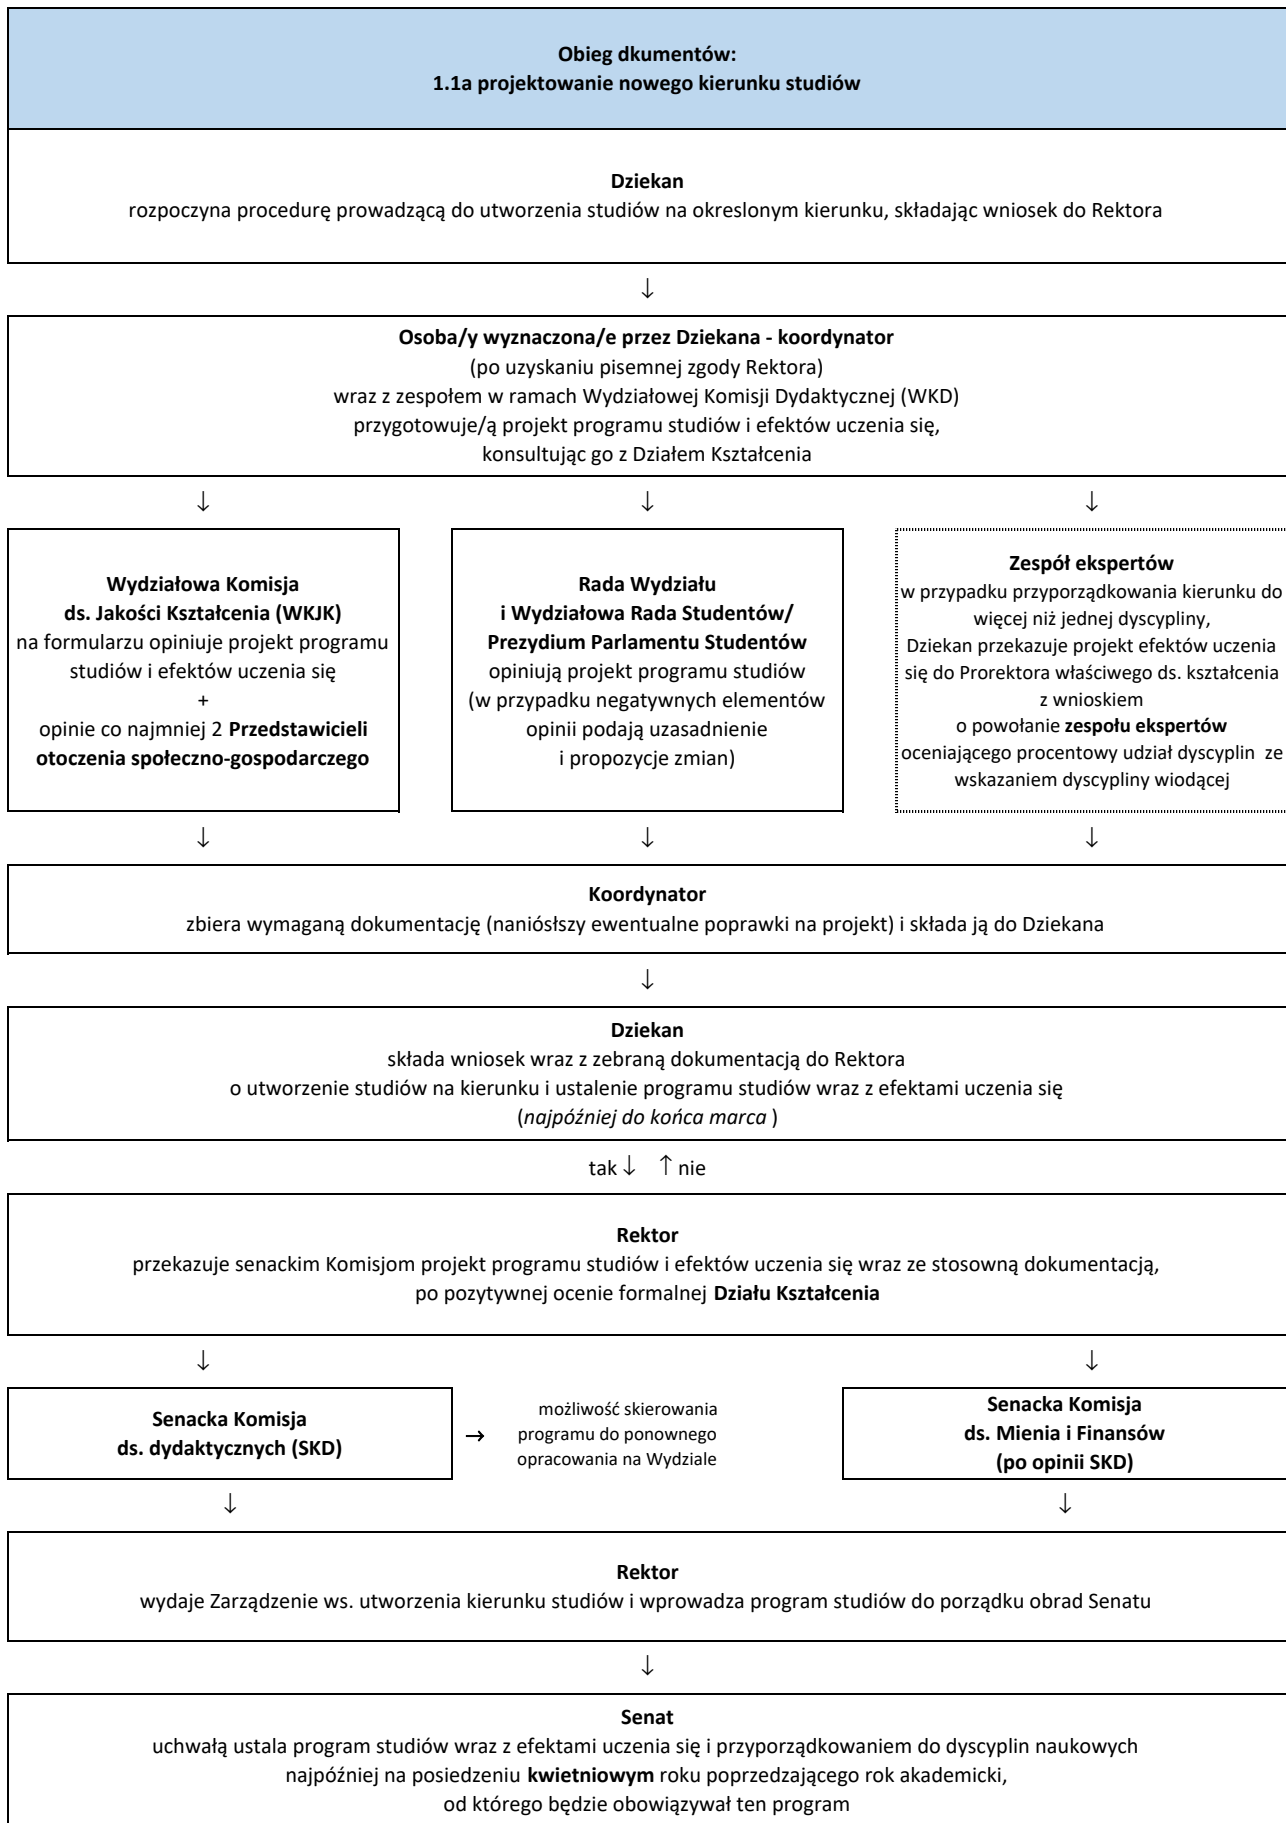 Obieg dkumentów:
1.1a projektowanie nowego kierunku studiów
Dziekan
rozpoczyna procedurę prowadzącą do utworzenia studiów na okreslonym kierunku, składając wniosek do Rektora
↓
Osoba/y wyznaczona/e przez Dziekana - koordynator
(po uzyskaniu pisemnej zgody Rektora)
wraz z zespołem w ramach Wydziałowej Komisji Dydaktycznej (WKD)
przygotowuje/ą projekt programu studiów i efektów uczenia się,
konsultując go z Działem Kształcenia
↓ ↓ ↓
Wydziałowa Komisja
ds. Jakości Kształcenia (WKJK)
na formularzu opiniuje projekt programu
studiów i efektów uczenia się
+
opinie co najmniej 2 Przedstawicieli
otoczenia społeczno-gospodarczego
Rada Wydziału
i Wydziałowa Rada Studentów/
Prezydium Parlamentu Studentów
opiniują projekt programu studiów
(w przypadku negatywnych elementów
opinii podają uzasadnienie
i propozycje zmian)
Zespół ekspertów
w przypadku przyporządkowania kierunku do
więcej niż jednej dyscypliny,
Dziekan przekazuje projekt efektów uczenia
się do Prorektora właściwego ds. kształcenia
z wnioskiem
o powołanie zespołu ekspertów
oceniającego procentowy udział dyscyplin ze
wskazaniem dyscypliny wiodącej
↓ ↓ ↓
Koordynator
zbiera wymaganą dokumentację (naniósłszy ewentualne poprawki na projekt) i składa ją do Dziekana
↓
Dziekan
składa wniosek wraz z zebraną dokumentacją do Rektora
o utworzenie studiów na kierunku i ustalenie programu studiów wraz z efektami uczenia się
(najpóźniej do końca marca )
tak ↓ ↑ nie
Rektor
przekazuje senackim Komisjom projekt programu studiów i efektów uczenia się wraz ze stosowną dokumentacją,
po pozytywnej ocenie formalnej Działu Kształcenia
↓ ↓
Senacka Komisja
ds. dydaktycznych (SKD)
→
możliwość skierowania
programu do ponownego
opracowania na Wydziale
Senacka Komisja
ds. Mienia i Finansów
(po opinii SKD)
↓ ↓
Rektor
wydaje Zarządzenie ws. utworzenia kierunku studiów i wprowadza program studiów do porządku obrad Senatu
↓
Senat
uchwałą ustala program studiów wraz z efektami uczenia się i przyporządkowaniem do dyscyplin naukowych
najpóźniej na posiedzeniu kwietniowym roku poprzedzającego rok akademicki,
od którego będzie obowiązywał ten program